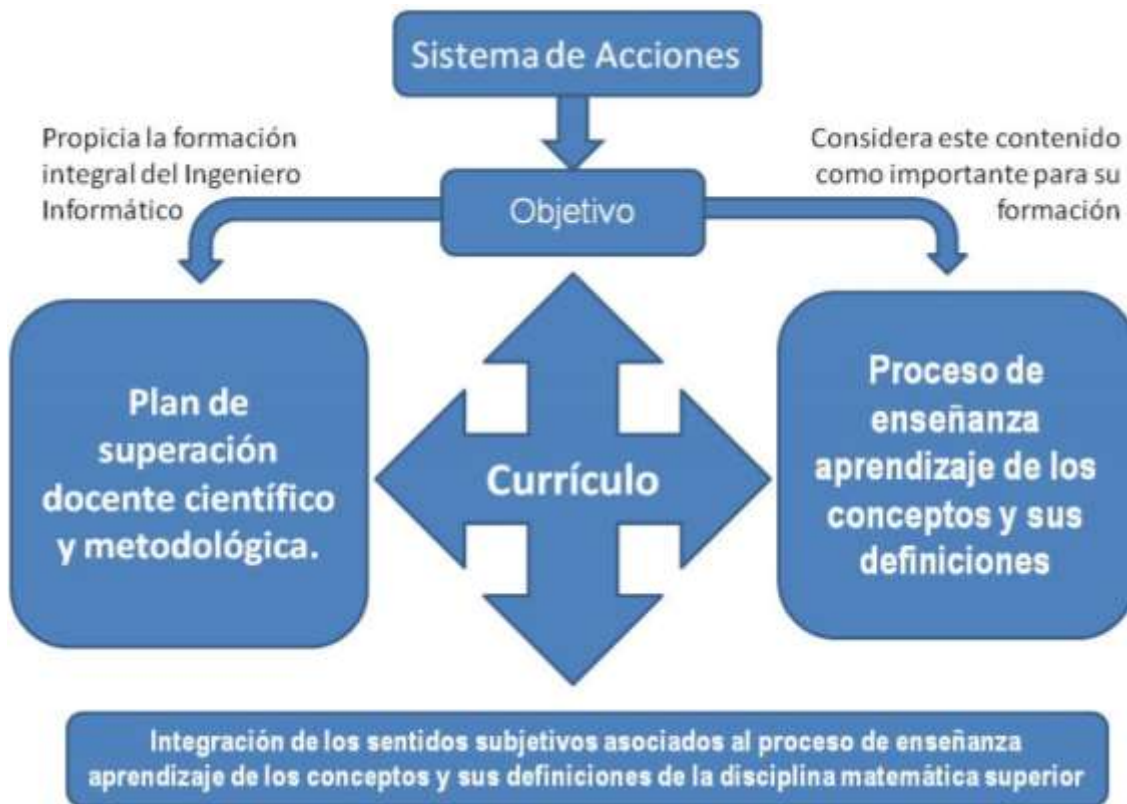 Sistema de Acciones
Propicia la formación
integral del Ingeniero
Informático
Considera este contenido
como importante para su
formación
Objetivo
Plan de
superación
docente científico
y metodológica.
Currículo
Proceso de
enseñanza
aprendizaje de los
conceptos y sus
definiciones
Integración de los sentidos subjetivos asociados al proceso de enseñanza
aprendizaje de los conceptos y sus definiciones de la disciplina matemática superior